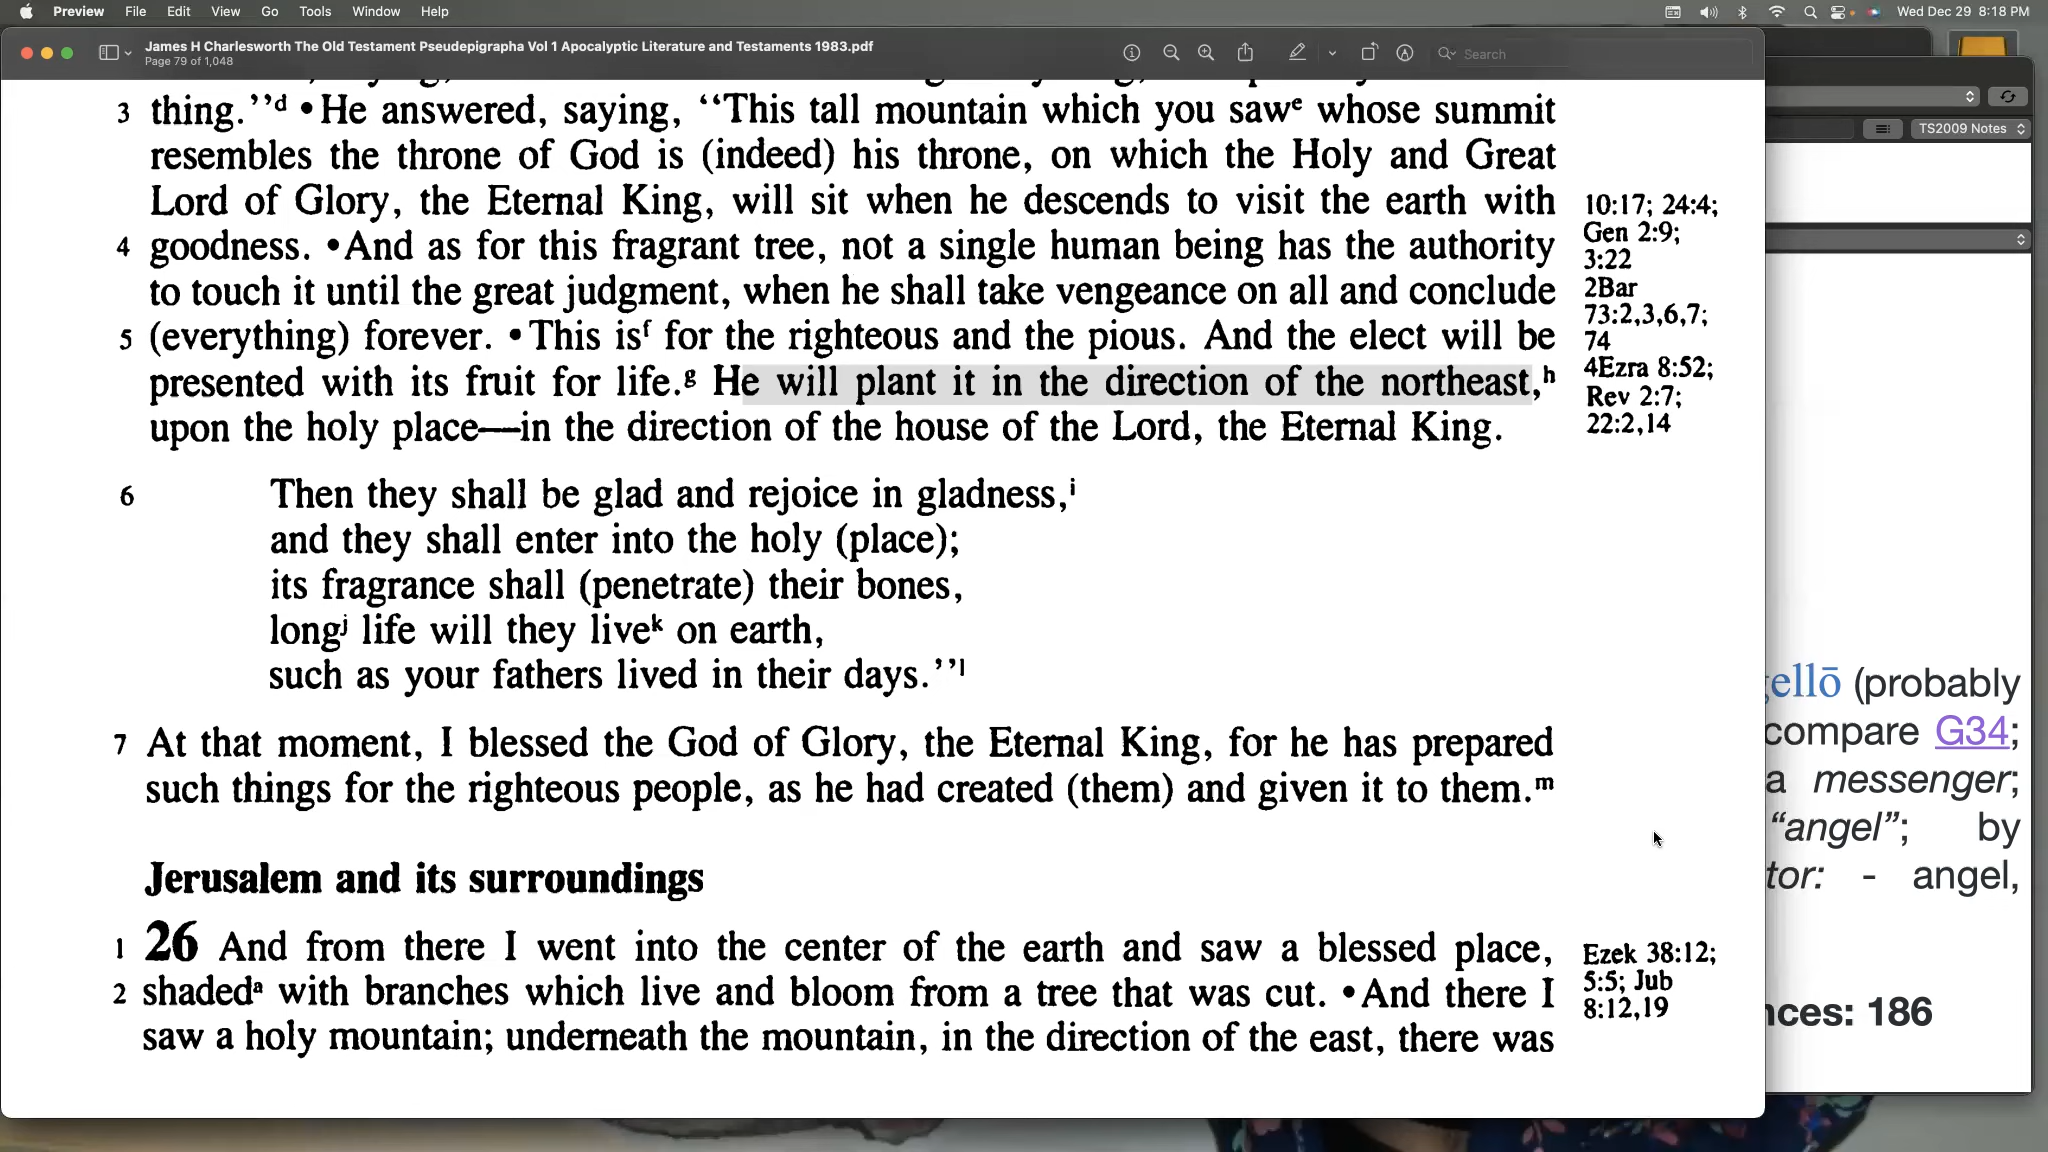 Preview File Edit View Go Tools Window Help Wed Dec 29 8:18 PM
James H Charlesworth The Old Testament Pseudepigrapha Vol 1 Apocalyptic Literature and Testaments 1983.pdf
Page 79 of 1,048
Search
3 thing.’’d •He answered, saying, ‘‘This tall mountain which you sawe whose summit
resembles the throne of God is (indeed) his throne, on which the Holy and Great
Lord of Glory, the Eternal King, will sit when he descends to visit the earth with
4 goodness. •And as for this fragrant tree, not a single human being has the authority
to touch it until the great judgment, when he shall take vengeance on all and conclude
5 (everything) forever. •This isf for the righteous and the pious. And the elect will be
presented with its fruit for life.g He will plant it in the direction of the northeast,h
upon the holy place—in the direction of the house of the Lord, the Eternal King.
10:17; 24:4;
Gen 2:9;
3:22
2Bar
73:2,3,6,7;
74
4Ezra 8:52;
Rev 2:7;
22:2,14
6 Then they shall be glad and rejoice in gladness,i
and they shall enter into the holy (place);
its fragrance shall (penetrate) their bones,
longj life will they livek on earth,
such as your fathers lived in their days.’’l
7 At that moment, I blessed the God of Glory, the Eternal King, for he has prepared
such things for the righteous people, as he had created (them) and given it to them.m
Jerusalem and its surroundings
1 26 And from there I went into the center of the earth and saw a blessed place,
2 shadeda with branches which live and bloom from a tree that was cut. •And there I
saw a holy mountain; underneath the mountain, in the direction of the east, there was
Ezek 38:12;
5:5; Jub
8:12,19
TS2009 Notes
ellō (probably
compare G34;
a messenger;
“angel”; by
tor: - angel,
nces: 186